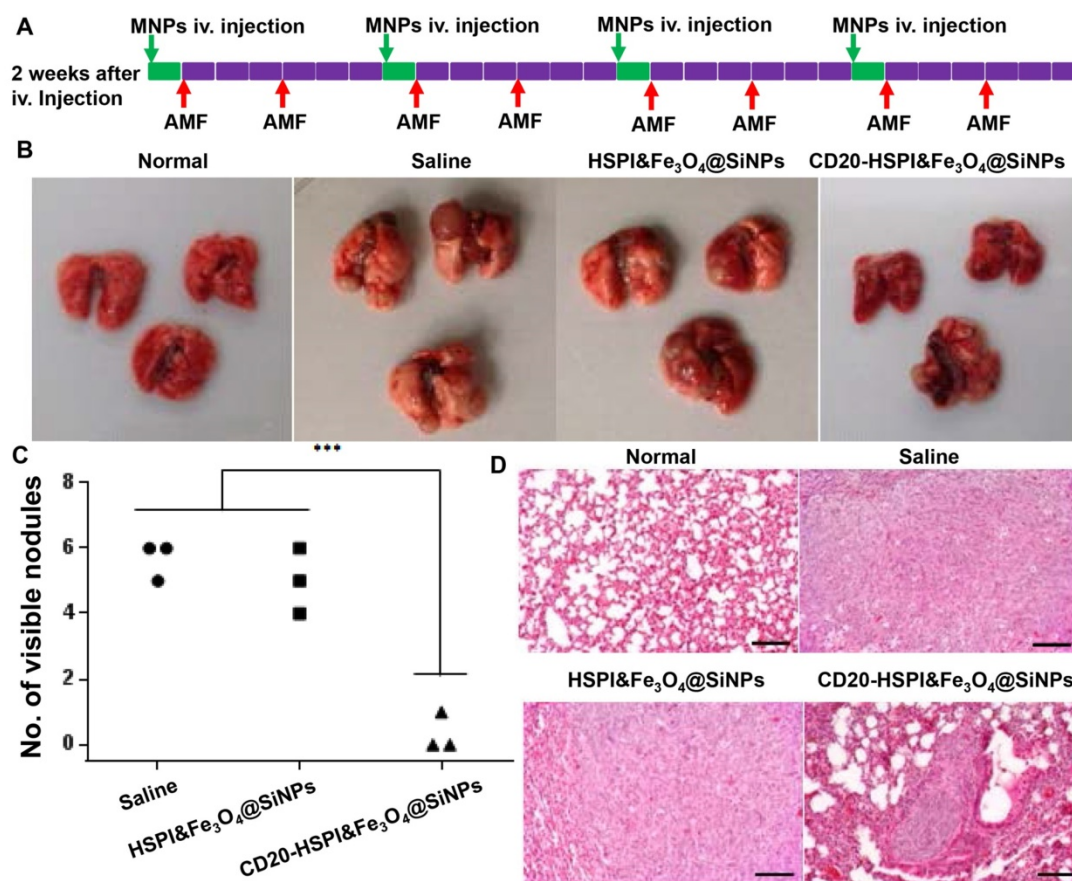 A
MNPs iv. injection MNPs iv. injection MNPs iv. injection MNPs iv. injection
2 weeks after
iv. Injection
AMF AMF AMF AMF AMF AMF AMF AMF
B
Normal Saline HSPI&Fe₃O₄@SiNPs CD20-HSPI&Fe₃O₄@SiNPs
C
***
No. of visible nodules
8
6
4
2
0
Saline
HSPI&Fe₃O₄@SiNPs
CD20-HSPI&Fe₃O₄@SiNPs
D
Normal Saline
HSPI&Fe₃O₄@SiNPs CD20-HSPI&Fe₃O₄@SiNPs